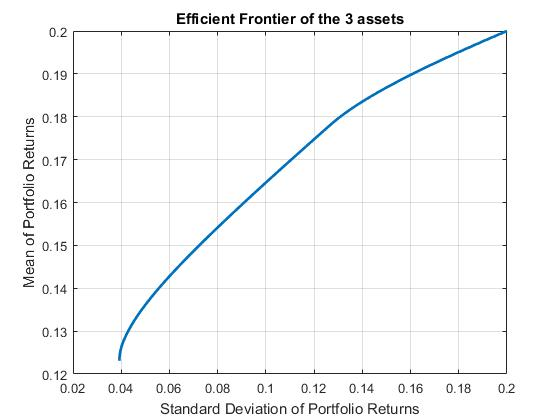 Efficient Frontier of the 3 assets
0.2
0.19
0.18
0.17
0.16
0.15
0.14
0.13
0.12
Mean of Portfolio Returns
0.02 0.04 0.06 0.08 0.1 0.12 0.14 0.16 0.18 0.2
Standard Deviation of Portfolio Returns